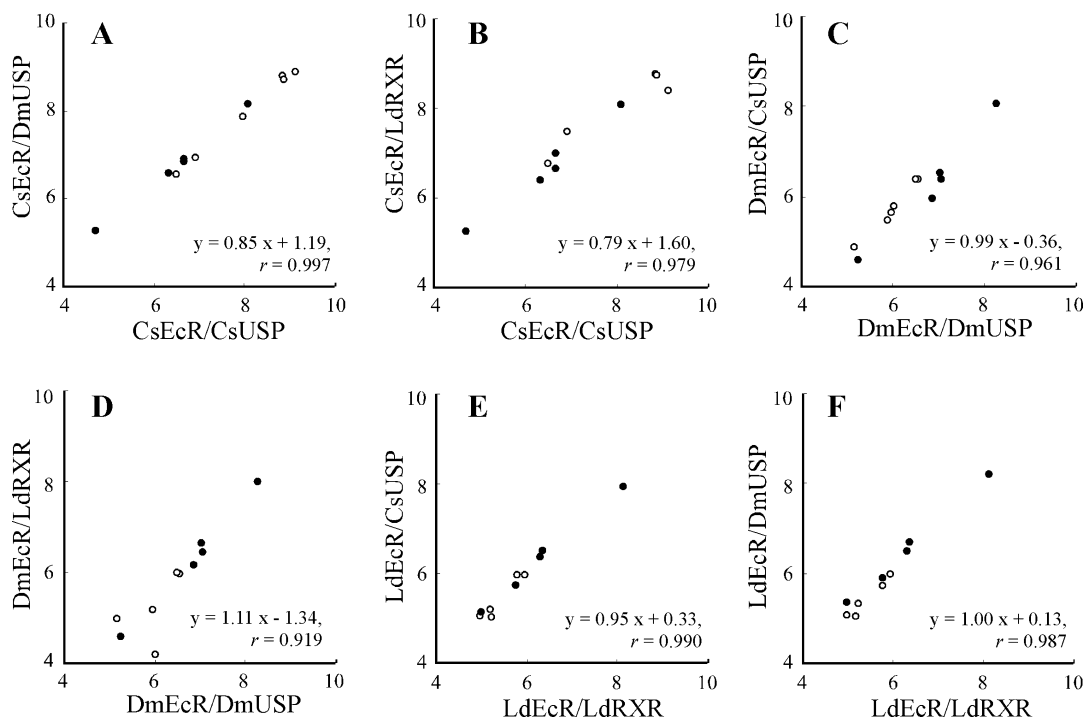 A
10
8
6
4
CsEcR/DmUSP
y = 0.85 x + 1.19,
r = 0.997
4 6 8 10
CsEcR/CsUSP
B
10
8
6
4
CsEcR/LdRXR
y = 0.79 x + 1.60,
r = 0.979
4 6 8 10
CsEcR/CsUSP
C
10
8
6
4
DmEcR/CsUSP
y = 0.99 x - 0.36,
r = 0.961
4 6 8 10
DmEcR/DmUSP
D
10
8
6
4
DmEcR/LdRXR
y = 1.11 x - 1.34,
r = 0.919
4 6 8 10
DmEcR/DmUSP
E
10
8
6
4
LdEcR/CsUSP
y = 0.95 x + 0.33,
r = 0.990
4 6 8 10
LdEcR/LdRXR
F
10
8
6
4
LdEcR/DmUSP
y = 1.00 x + 0.13,
r = 0.987
4 6 8 10
LdEcR/LdRXR